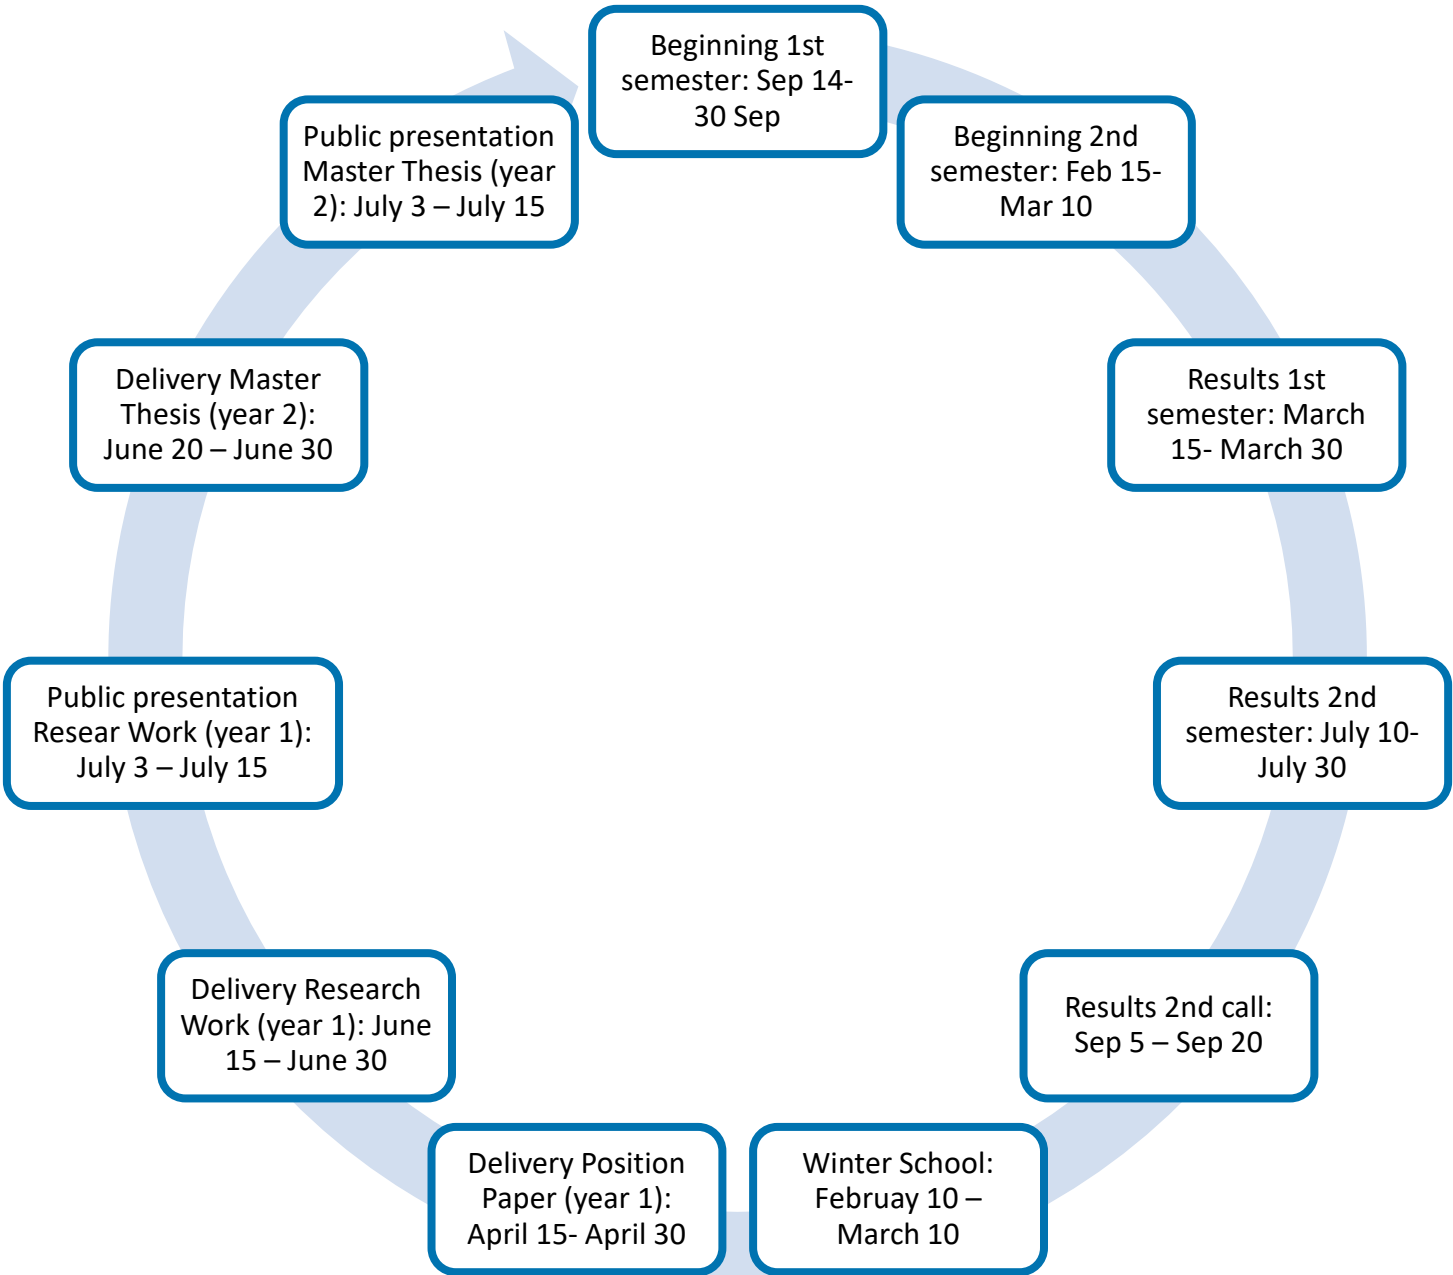 Beginning 1st
semester: Sep 14-
30 Sep
Beginning 2nd
semester: Feb 15-
Mar 10
Results 1st
semester: March
15- March 30
Results 2nd
semester: July 10-
July 30
Results 2nd call:
Sep 5 – Sep 20
Winter School:
Februay 10 –
March 10
Delivery Position
Paper (year 1):
April 15- April 30
Delivery Research
Work (year 1): June
15 – June 30
Public presentation
Resear Work (year 1):
July 3 – July 15
Delivery Master
Thesis (year 2):
June 20 – June 30
Public presentation
Master Thesis (year
2): July 3 – July 15